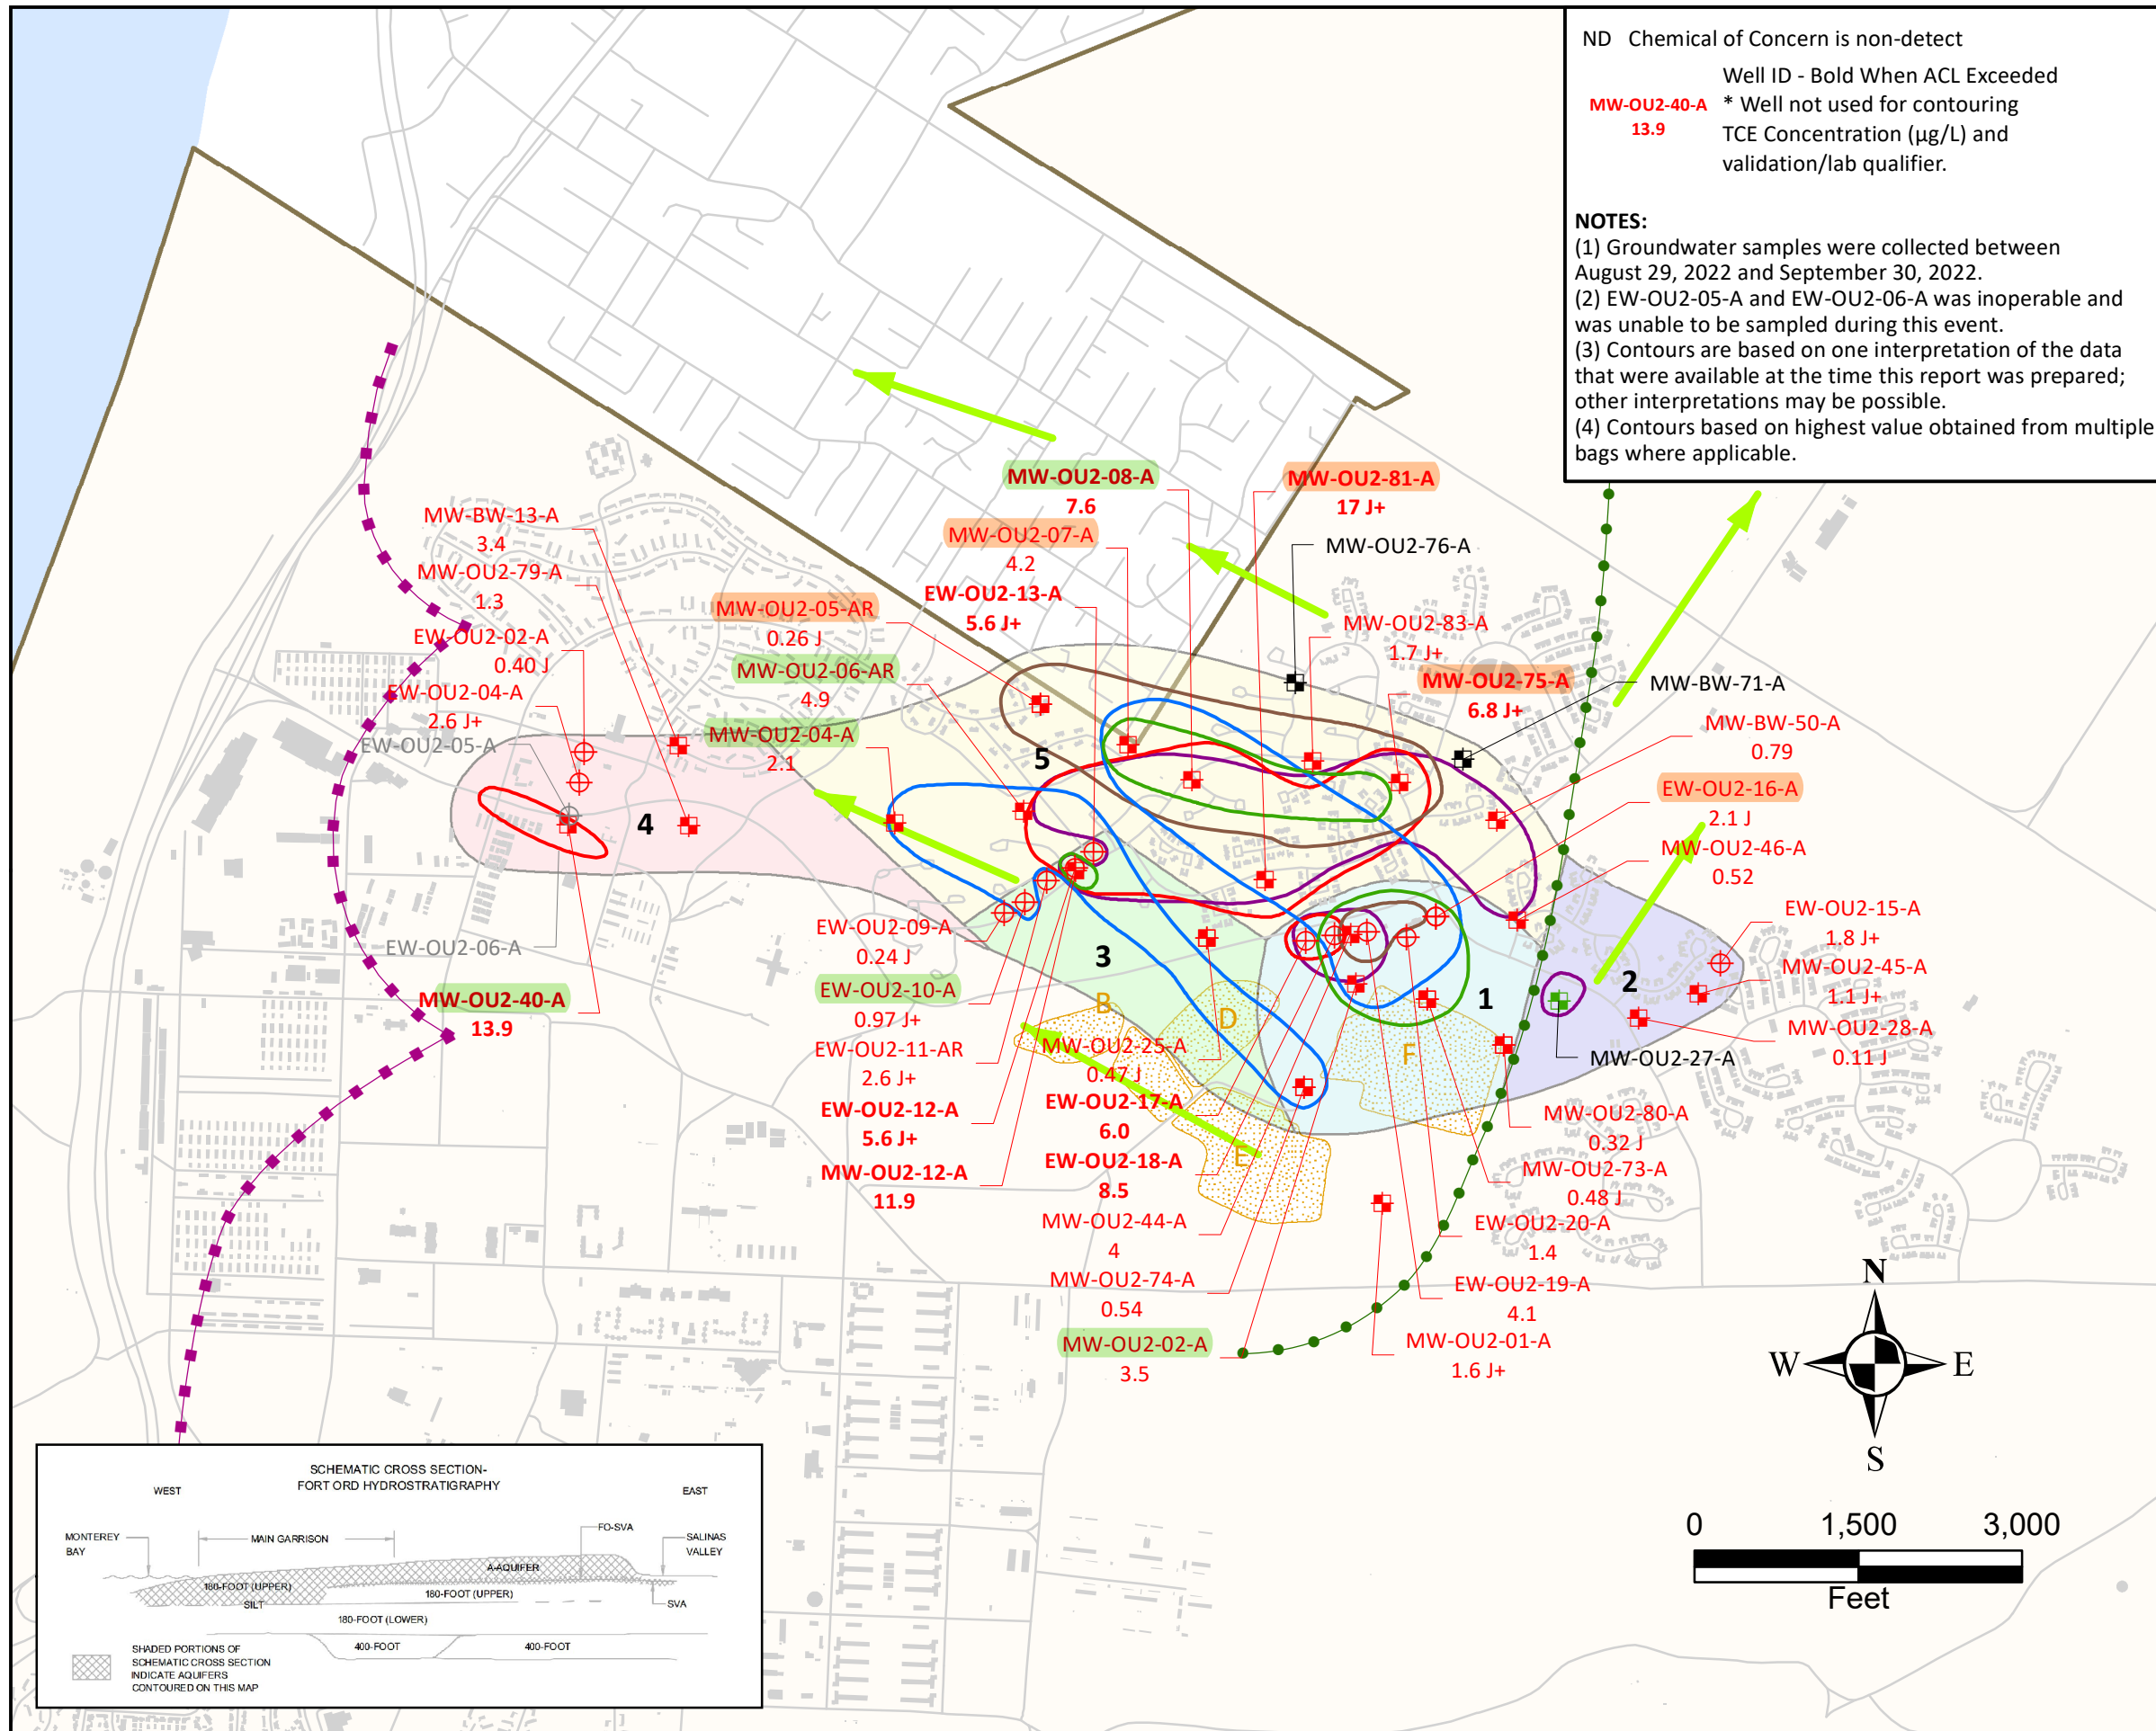 ND Chemical of Concern is non-detect
Well ID - Bold When ACL Exceeded
MW-OU2-40-A * Well not used for contouring
13.9 TCE Concentration (µg/L) and
validation/lab qualifier.
NOTES:
(1) Groundwater samples were collected between
August 29, 2022 and September 30, 2022.
(2) EW-OU2-05-A and EW-OU2-06-A was inoperable and
was unable to be sampled during this event.
(3) Contours are based on one interpretation of the data
that were available at the time this report was prepared;
other interpretations may be possible.
(4) Contours based on highest value obtained from multiple
bags where applicable.
MW-OU2-08-A
7.6
MW-OU2-81-A
17 J+
MW-BW-13-A
3.4
MW-OU2-07-A
4.2
MW-OU2-76-A
MW-OU2-79-A
1.3
EW-OU2-13-A
5.6 J+
MW-OU2-05-AR
0.26 J
MW-OU2-83-A
1.7 J+
EW-OU2-02-A
0.40 J
MW-OU2-06-AR
4.9
MW-OU2-75-A
6.8 J+
MW-BW-71-A
EW-OU2-04-A
2.6 J+
MW-BW-50-A
0.79
MW-OU2-04-A
2.1
EW-OU2-05-A
5
EW-OU2-16-A
2.1 J
4
MW-OU2-46-A
0.52
EW-OU2-15-A
1.8 J+
EW-OU2-09-A
0.24 J
EW-OU2-06-A
3
MW-OU2-45-A
1.1 J+
2
EW-OU2-10-A
0.97 J+
MW-OU2-40-A
13.9
B
D
1
MW-OU2-28-A
0.11 J
EW-OU2-11-AR
2.6 J+
MW-OU2-25-A
0.47 J
F
MW-OU2-27-A
EW-OU2-12-A
5.6 J+
EW-OU2-17-A
6.0
MW-OU2-80-A
0.32 J
MW-OU2-12-A
11.9
EW-OU2-18-A
8.5
E
MW-OU2-73-A
0.48 J
MW-OU2-44-A
4
EW-OU2-20-A
1.4
MW-OU2-74-A
0.54
EW-OU2-19-A
4.1
MW-OU2-02-A
3.5
MW-OU2-01-A
1.6 J+
N
W E
S
0 1,500 3,000
Feet
SCHEMATIC CROSS SECTION-
FORT ORD HYDROSTRATIGRAPHY
WEST EAST
MONTEREY
BAY
MAIN GARRISON
FO-SVA
SALINAS
VALLEY
A-AQUIFER
180-FOOT (UPPER)
180-FOOT (UPPER)
SILT
SVA
180-FOOT (LOWER)
400-FOOT 400-FOOT
SHADED PORTIONS OF
SCHEMATIC CROSS SECTION
INDICATE AQUIFERS
CONTOURED ON THIS MAP